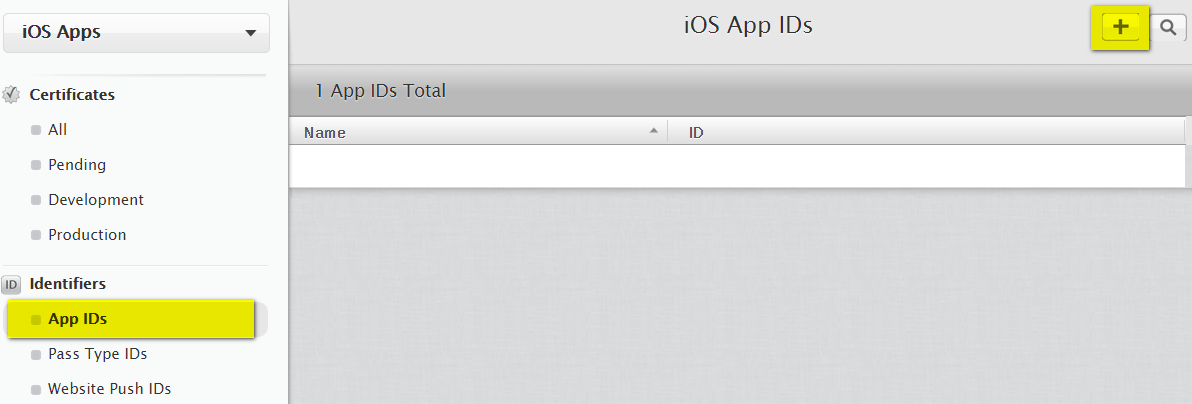 iOS Apps
Certificates
All
Pending
Development
Production
ID Identifiers
App IDs
Pass Type IDs
Website Push IDs
iOS App IDs
+
1 App IDs Total
Name ID